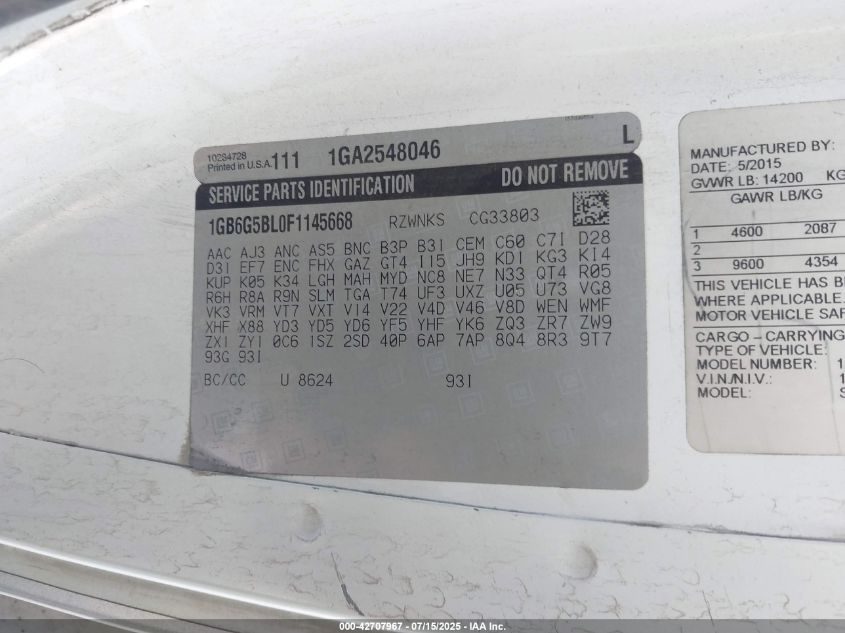 10294728
Printed in U.S.A. 111 1GA2548046 L
SERVICE PARTS IDENTIFICATION DO NOT REMOVE
1GB6G5BL0F1145668 RZWNKS CG33803
AAC AJ3 ANC AS5 BNC B3P B3I CEM C60 C7I D28
D3I EF7 ENC FHX GAZ GT4 I15 JH9 KDI KG3 KI4
KUP K05 K34 LGH MAH MYD NC8 NE7 N33 QT4 R05
R6H R8A R9N SLM TGA T74 UF3 UXZ U05 U73 VG8
VK3 VRM VT7 VXT VI4 V22 V4D V46 V8D WEN WMF
XHF X88 YD3 YD5 YD6 YF5 YHF YK6 ZQ3 ZR7 ZW9
ZXI ZYI 0C6 1SZ 2SD 40P 6AP 7AP 8Q4 8R3 9T7
93G 93I
BC/CC U 8624 93I
MANUFACTURED BY:
DATE: 5/2015
GVWR LB: 14200 KG
GAWR LB/KG
1 4600 2087
2
3 9600 4354
THIS VEHICLE HAS
WHERE APPLICABLE.
MOTOR VEHICLE
CARGO – CARRYING
TYPE OF VEHICLE:
MODEL NUMBER: 1
V.I.N/N.I.V.: 1
MODEL: S
000-42707967 - 07/15/2025 - IAA Inc.